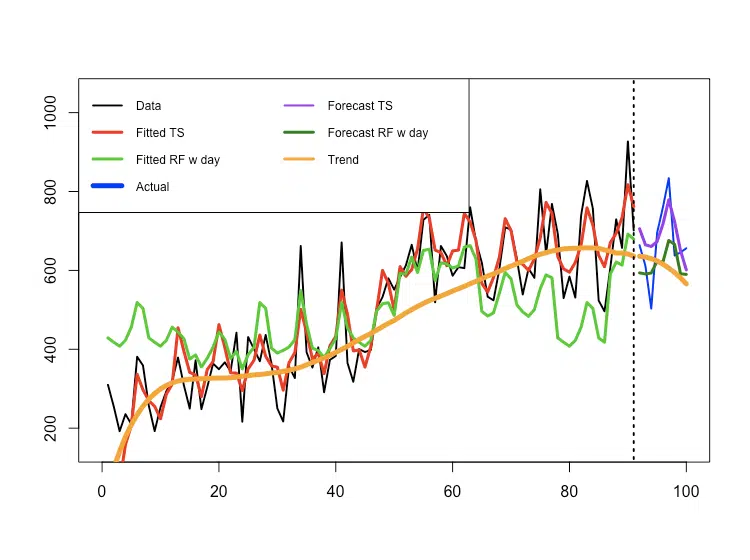 Data
Fitted TS
Fitted RF w day
Actual
Forecast TS
Forecast RF w day
Trend
1000
800
600
400
200
0 20 40 60 80 100